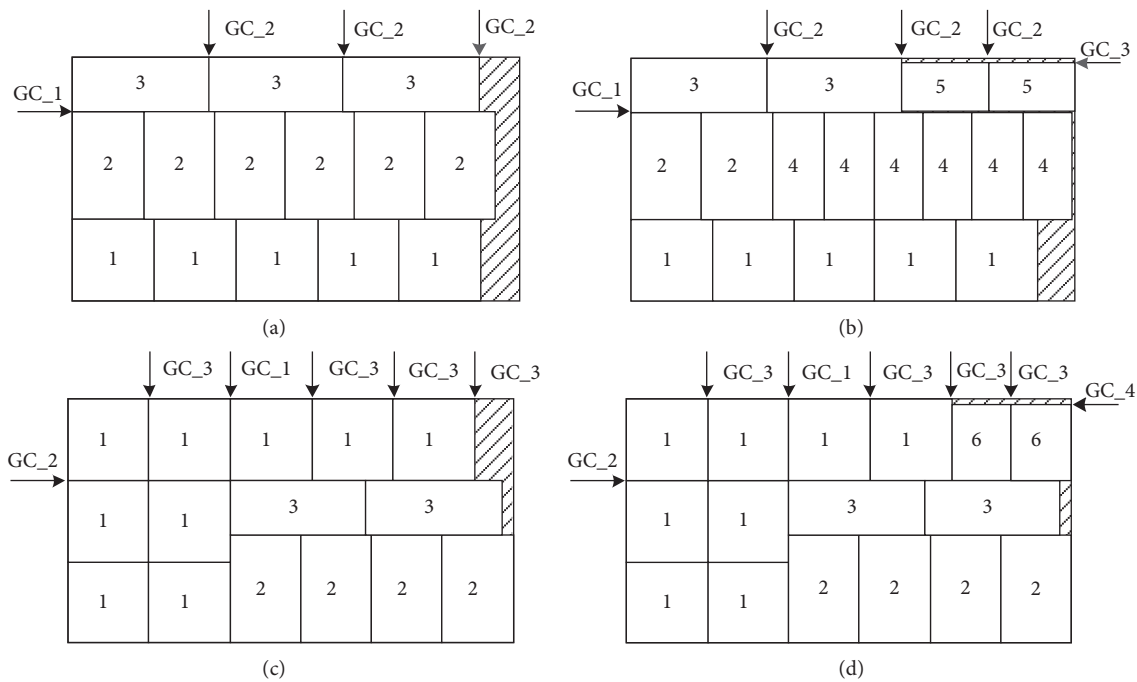 GC_2 GC_2 GC_2
GC_1 3 3 3
2 2 2 2 2 2
1 1 1 1 1
(a)
GC_2 GC_2 GC_2
GC_3
GC_1 3 3 5 5
2 2 4 4 4 4 4 4
1 1 1 1 1
(b)
GC_3 GC_1 GC_3 GC_3 GC_3
1 1 1 1 1
GC_2
3 3
1 1
2 2 2 2
1 1
(c)
GC_3 GC_1 GC_3 GC_3 GC_3
GC_4
1 1 1 1 6 6
GC_2
3 3
1 1
2 2 2 2
1 1
(d)